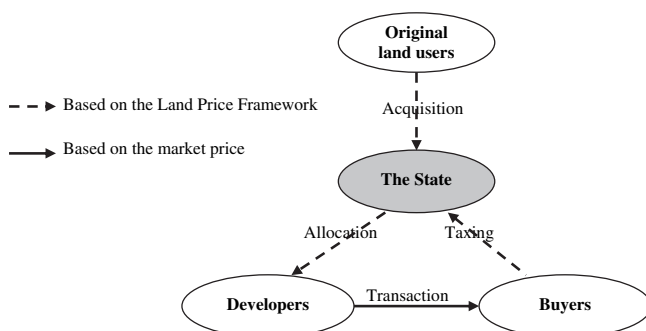 Original
land users
Based on the Land Price Framework
Acquisition
Based on the market price
The State
Allocation
Taxing
Developers
Transaction
Buyers